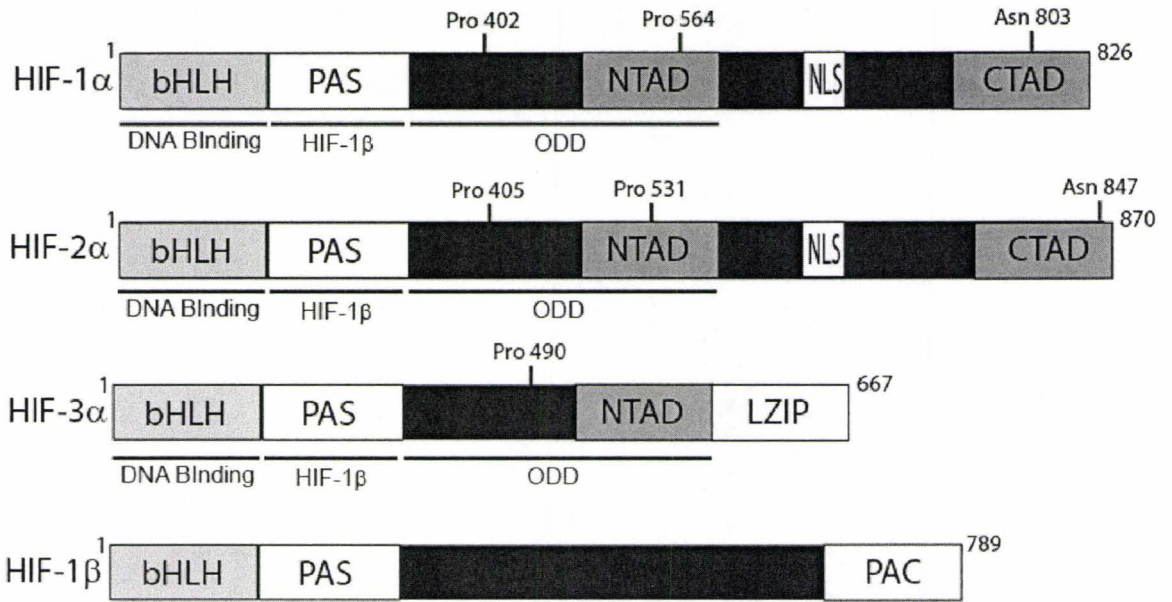 Pro 402 Pro 564 Asn 803
1 826
HIF-1α bHLH PAS NTAD NLS CTAD
DNA BInding HIF-1β ODD
Pro 405 Pro 531 Asn 847
1 870
HIF-2α bHLH PAS NTAD NLS CTAD
DNA BInding HIF-1β ODD
Pro 490
1 667
HIF-3α bHLH PAS NTAD LZIP
DNA BInding HIF-1β ODD
1 789
HIF-1β bHLH PAS PAC